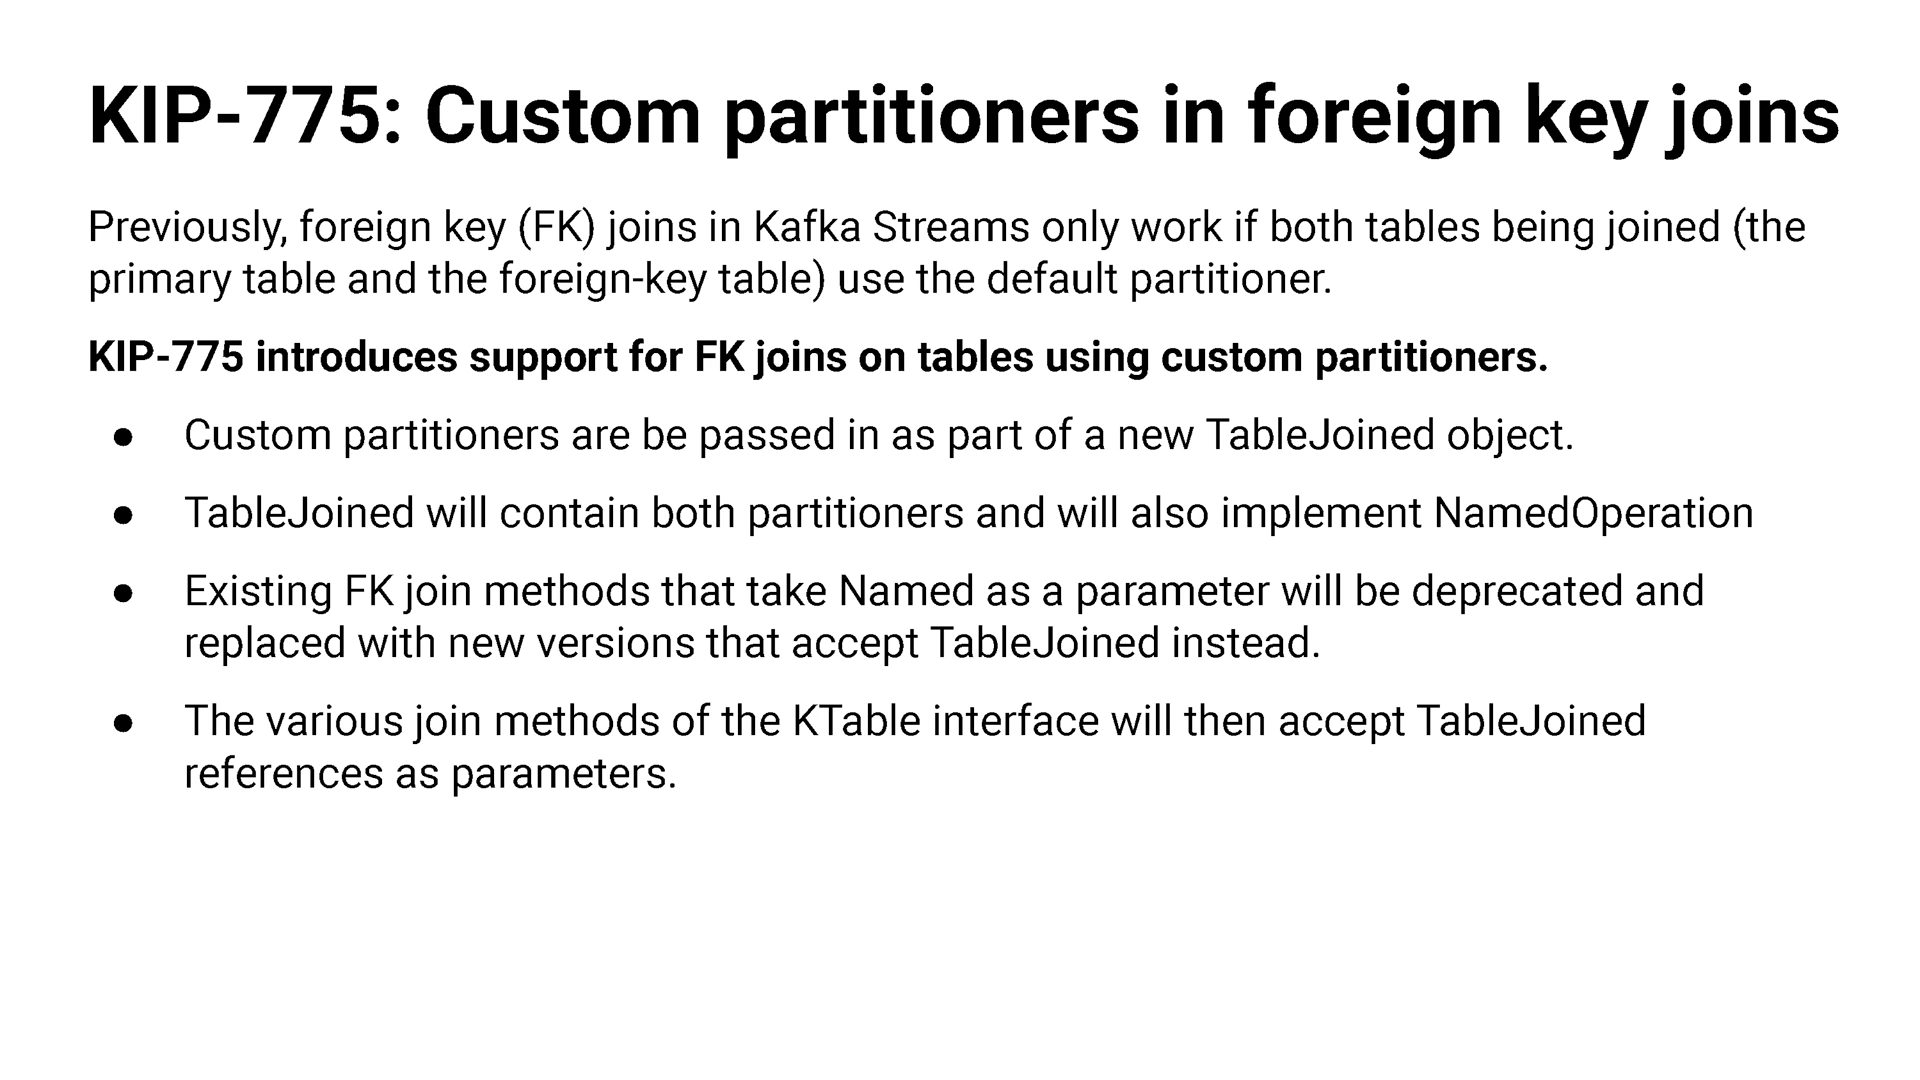 KIP-775: Custom partitioners in foreign key joins
Previously, foreign key (FK) joins in Kafka Streams only work if both tables being joined (the
primary table and the foreign-key table) use the default partitioner.
KIP-775 introduces support for FK joins on tables using custom partitioners.
● Custom partitioners are be passed in as part of a new TableJoined object.
● TableJoined will contain both partitioners and will also implement NamedOperation
● Existing FK join methods that take Named as a parameter will be deprecated and
replaced with new versions that accept TableJoined instead.
● The various join methods of the KTable interface will then accept TableJoined
references as parameters.